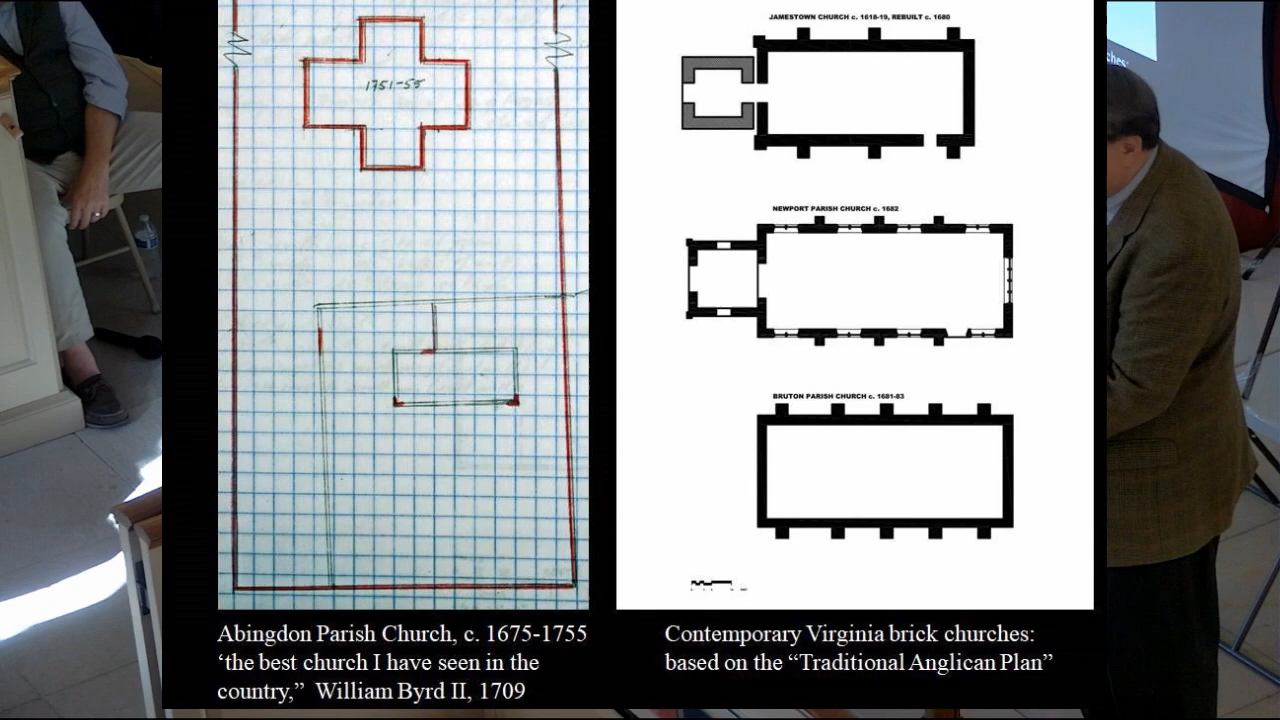 1751-55
Abingdon Parish Church, c. 1675-1755
‘the best church I have seen in the
country,”  William Byrd II, 1709
JAMESTOWN CHURCH c. 1618-19, REBUILT c. 1680
NEWPORT PARISH CHURCH c. 1682
BRUTON PARISH CHURCH c. 1681-83
Contemporary Virginia brick churches:
based on the “Traditional Anglican Plan”